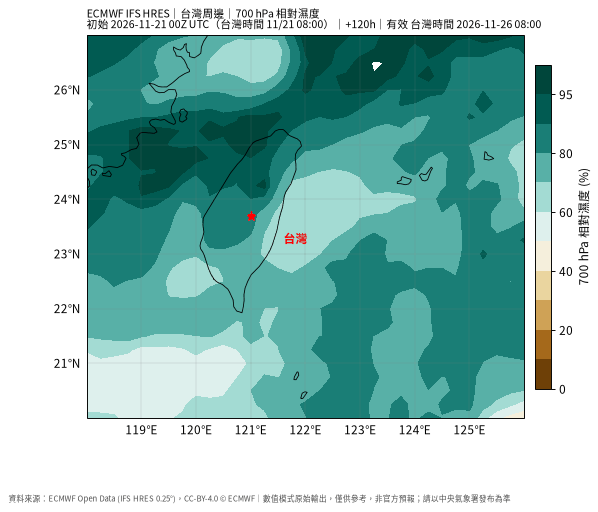 ECMWF IFS HRES｜台灣周邊｜700 hPa 相對濕度
初始 2026-11-21 00Z UTC（台灣時間 11/21 08:00）｜+120h｜有效 台灣時間 2026-11-26 08:00
26°N
25°N
24°N
23°N
22°N
21°N
119°E 120°E 121°E 122°E 123°E 124°E 125°E
台灣
95
80
60
40
20
0
700 hPa 相對濕度 (%)
資料來源：ECMWF Open Data (IFS HRES 0.25°)，CC-BY-4.0 © ECMWF｜數值模式原始輸出，僅供參考，非官方預報；請以中央氣象署發布為準